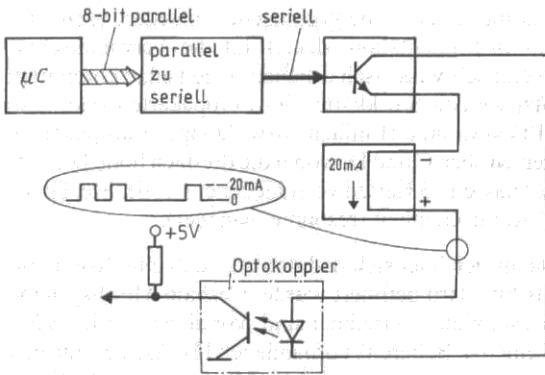 8-bit parallel
seriell
µC
parallel
zu
seriell
20mA
−
+
20mA
0
+5V
Optokoppler